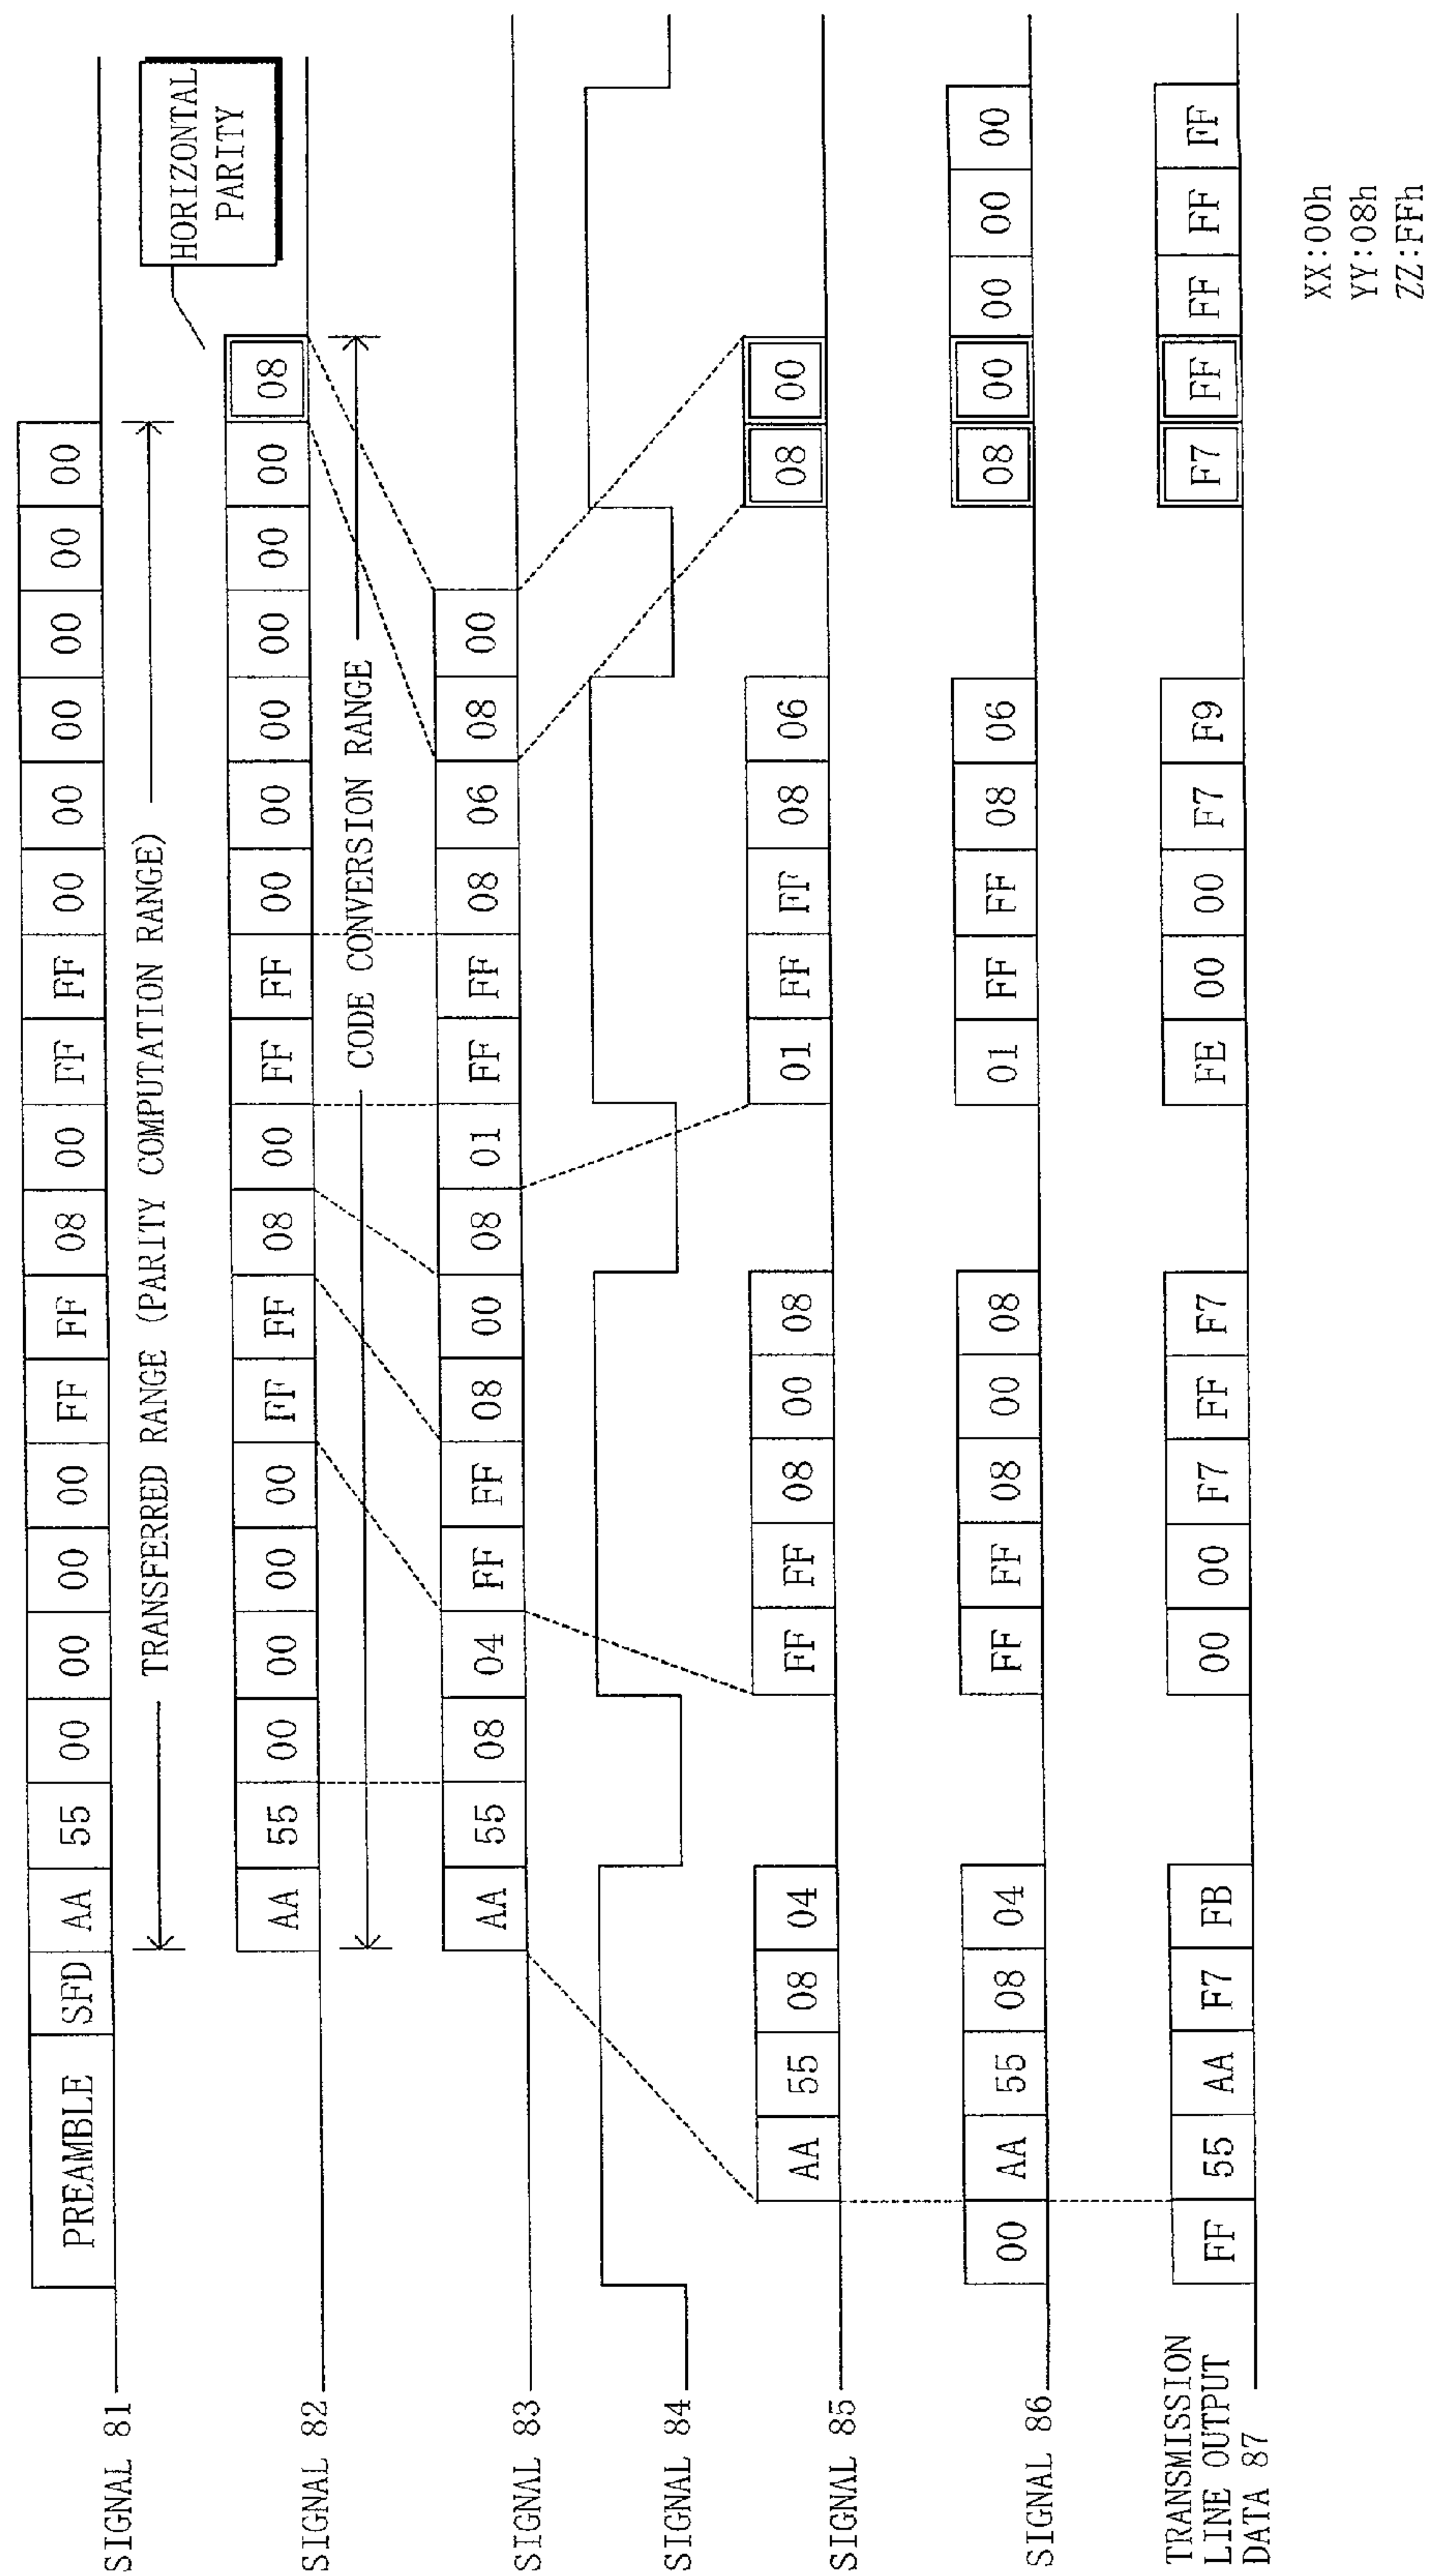 SIGNAL 81
PREAMBLE SFD AA 55 00 00 00 00 FF FF 08 00 FF FF 00 00 00 00 00 00
TRANSFERRED RANGE (PARITY COMPUTATION RANGE)
HORIZONTAL
PARITY
SIGNAL 82
AA 55 00 00 00 00 FF FF 08 00 FF FF 00 00 00 00 00 00 08
CODE CONVERSION RANGE
SIGNAL 83
AA 55 08 04 FF FF 08 00 08 01 FF FF 08 06 08 00
SIGNAL 84
SIGNAL 85
AA 55 08 04 FF FF 08 00 08 01 FF FF 08 06 08 00
SIGNAL 86
00 AA 55 08 04 FF FF 08 00 08 01 FF FF 08 06 08 00 00 00 00
TRANSMISSION
LINE OUTPUT
DATA 87
FF 55 AA F7 FB 00 00 F7 FF F7 FE 00 00 F7 F9 F7 FF FF FF FF
XX:00h
YY:08h
ZZ:FFh